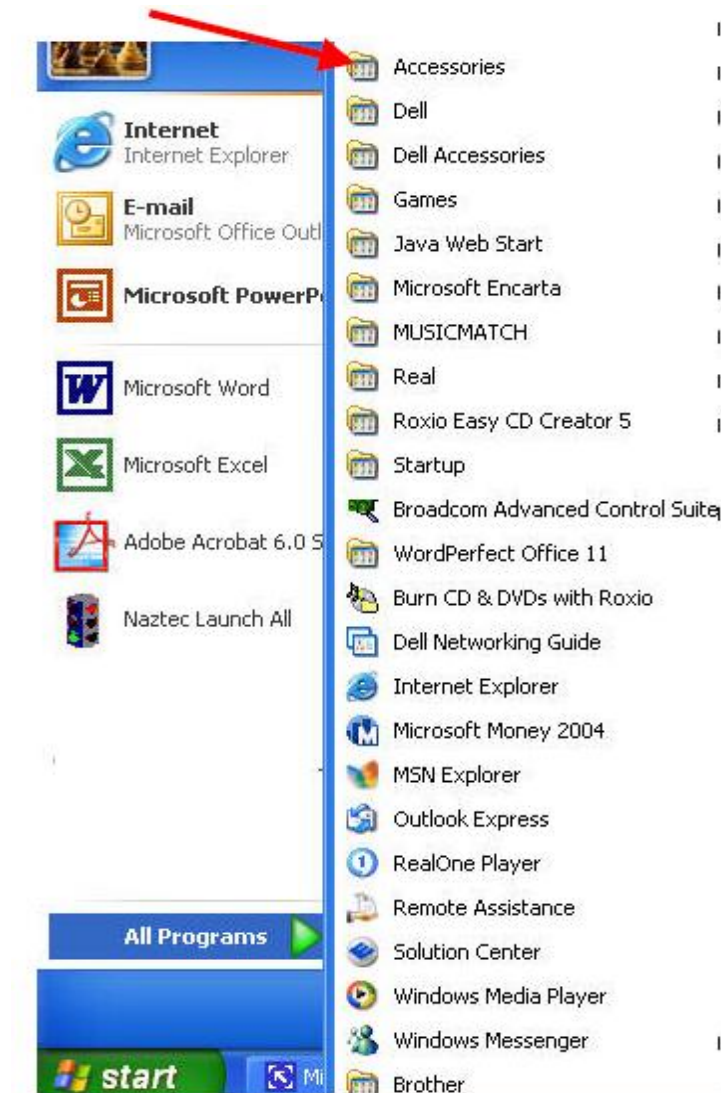 Internet
Internet Explorer
E-mail
Microsoft Office Outl
Microsoft PowerP
Microsoft Word
Microsoft Excel
Adobe Acrobat 6.0 S
Naztec Launch All
All Programs
start
Mi
Accessories
Dell
Dell Accessories
Games
Java Web Start
Microsoft Encarta
MUSICMATCH
Real
Roxio Easy CD Creator 5
Startup
Broadcom Advanced Control Suite
WordPerfect Office 11
Burn CD & DVDs with Roxio
Dell Networking Guide
Internet Explorer
Microsoft Money 2004
MSN Explorer
Outlook Express
RealOne Player
Remote Assistance
Solution Center
Windows Media Player
Windows Messenger
Brother